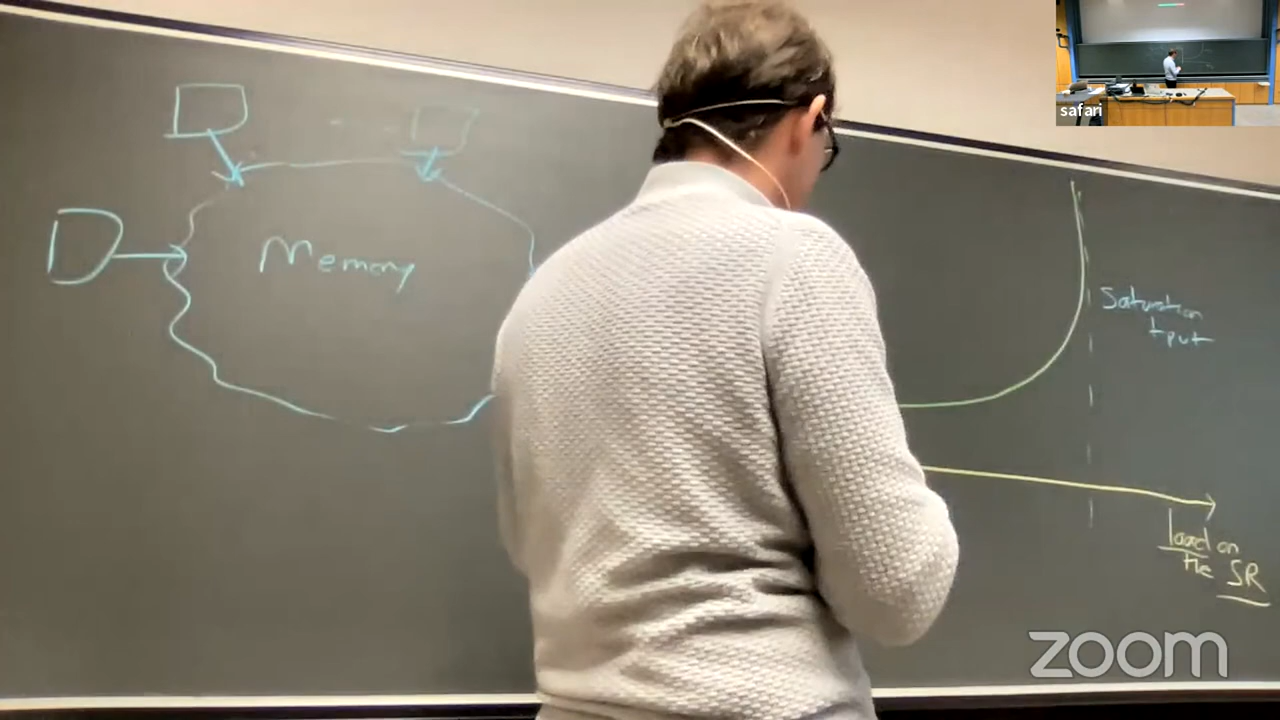 Memory
Saturation
tput
load on
the SR
safari
zoom